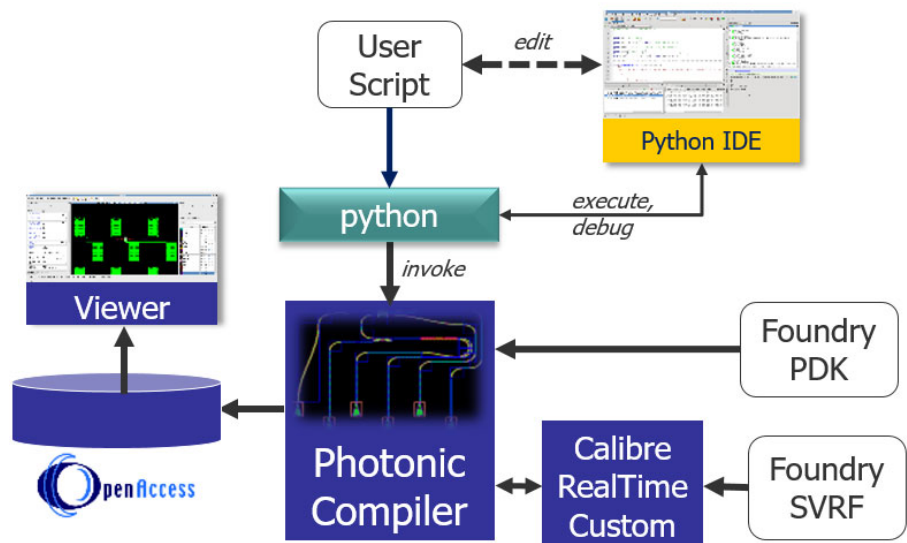 User
Script
edit
Python IDE
python
execute,
debug
invoke
Viewer
Foundry
PDK
Photonic
Compiler
Calibre
RealTime
Custom
Foundry
SVRF
OpenAccess